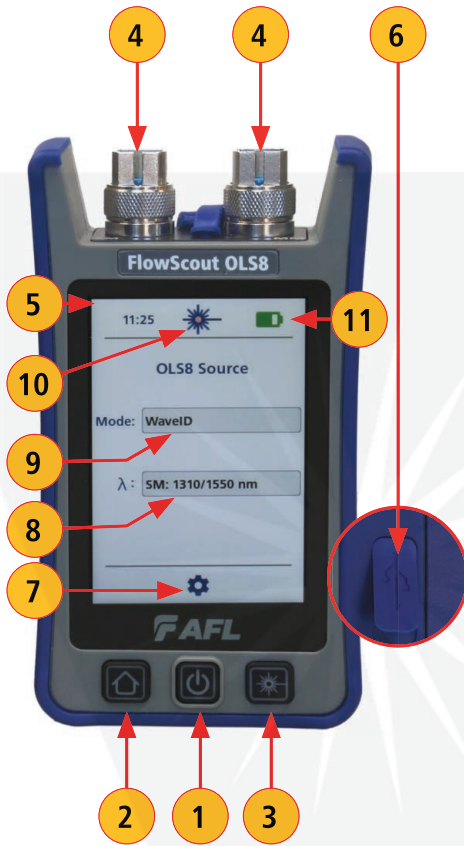 4 4 6
FlowScout OLS8
5
11:25
11
10
OLS8 Source
Mode: WaveID
9
λ: SM: 1310/1550 nm
8
7
AFL
2 1 3